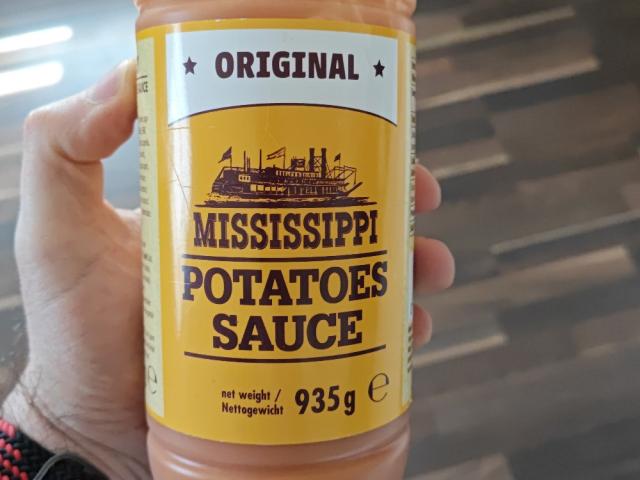 ★ ORIGINAL ★
MISSISSIPPI
POTATOES
SAUCE
net weight /
Nettogewicht 935g ℮